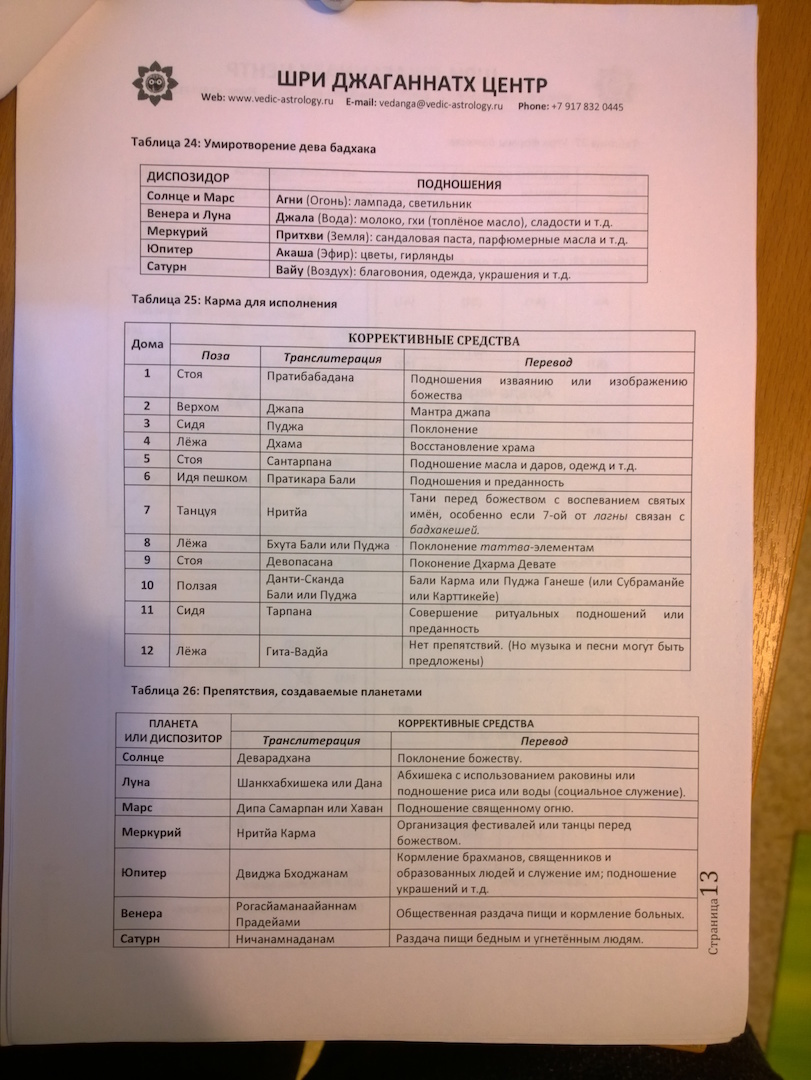 ШРИ ДЖАГАННАТХ ЦЕНТР
Web: www.vedic-astrology.ru E-mail: vedanga@vedic-astrology.ru Phone: +7 917 832 0445
Таблица 24: Умиротворение дева бадхака
ДИСПОЗИДОР ПОДНОШЕНИЯ
Солнце и Марс Агни (Огонь): лампада, светильник
Венера и Луна Джала (Вода): молоко, гхи (топлёное масло), сладости и т.д.
Меркурий Притхви (Земля): сандаловая паста, парфюмерные масла и т.д.
Юпитер Акаша (Эфир): цветы, гирлянды
Сатурн Вайу (Воздух): благовония, одежда, украшения и т.д.
Таблица 25: Карма для исполнения
Дома КОРРЕКТИВНЫЕ СРЕДСТВА
Поза Транслитерация Перевод
1 Стоя Пратибабадана Подношения изваянию или изображению
божества
2 Верхом Джапа Мантра джапа
3 Сидя Пуджа Поклонение
4 Лёжа Дхама Восстановление храма
5 Стоя Сантарпана Подношение масла и даров, одежд и т.д.
6 Идя пешком Пратикара Бали Подношения и преданность
7 Танцуя Нритйа Тани перед божеством с воспеванием святых
имён, особенно если 7-ой от лагны связан с
бадхакешей.
8 Лёжа Бхута Бали или Пуджа Поклонение таттва-элементам
9 Стоя Девопасана Поконение Дхарма Девате
10 Ползая Данти-Сканда
Бали или Пуджа Бали Карма или Пуджа Ганеше (или Субраманйе
или Карттикейе)
11 Сидя Тарпана Совершение ритуальных подношений или
преданность
12 Лёжа Гита-Вадйа Нет препятствий. (Но музыка и песни могут быть
предложены)
Таблица 26: Препятствия, создаваемые планетами
ПЛАНЕТА
ИЛИ ДИСПОЗИТОР КОРРЕКТИВНЫЕ СРЕДСТВА
Транслитерация Перевод
Солнце Деварадхана Поклонение божеству.
Луна Шанкхабхишека или Дана Абхишека с использованием раковины или
подношение риса или воды (социальное служение).
Марс Дипа Самарпан или Хаван Подношение священному огню.
Меркурий Нритйа Карма Организация фестивалей или танцы перед
божеством.
Юпитер Двиджа Бходжанам Кормление брахманов, священников и
образованных людей и служение им; подношение
украшений и т.д.
Венера Рогасйаманаайаннам
Прадейами Общественная раздача пищи и кормление больных.
Сатурн Ничанамнаданам Раздача пищи бедным и угнетённым людям.
Страница 13